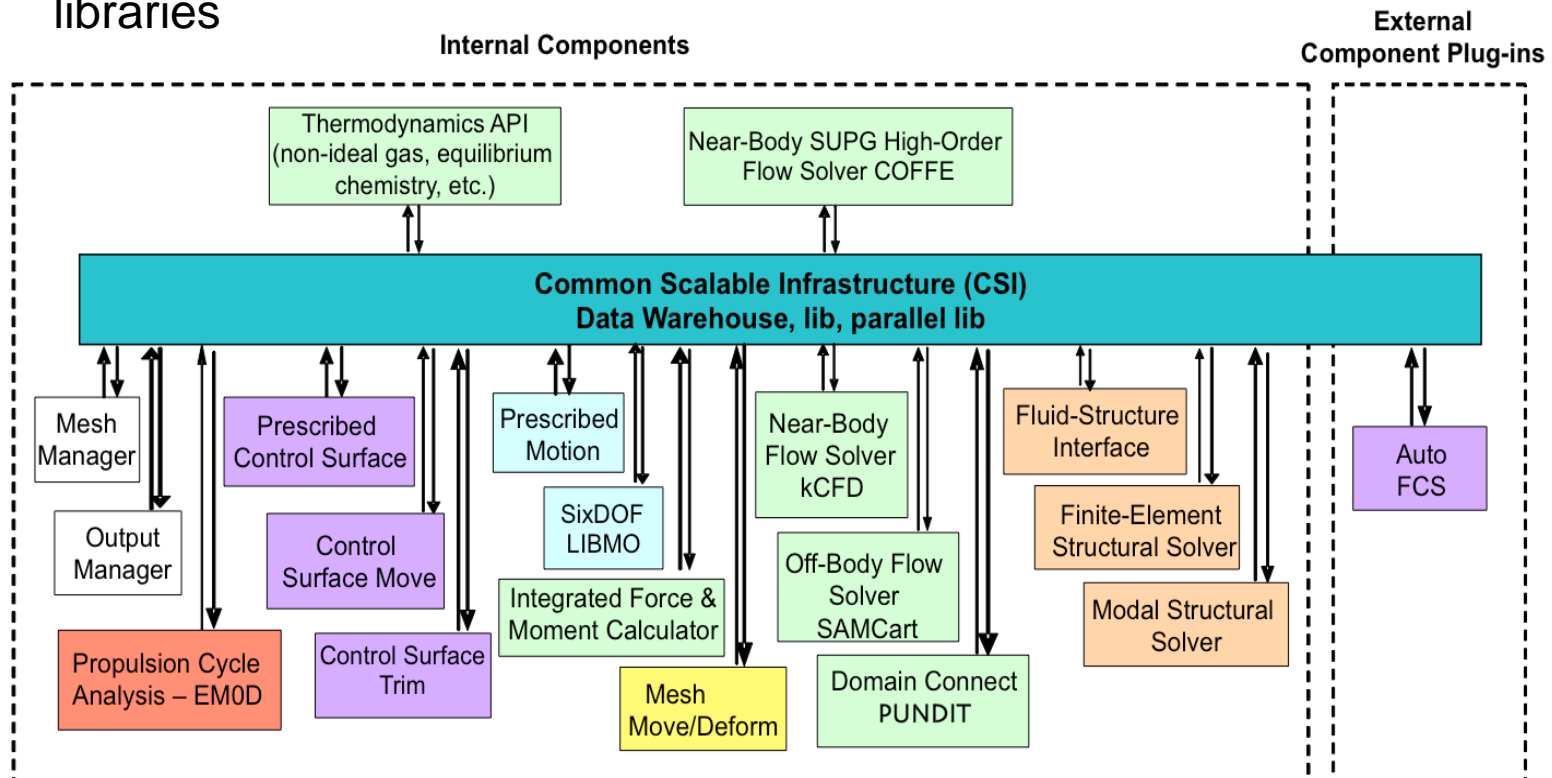 libraries
Internal Components
External
Component Plug-ins
Thermodynamics API
(non-ideal gas, equilibrium
chemistry, etc.)
Near-Body SUPG High-Order
Flow Solver COFFE
Common Scalable Infrastructure (CSI)
Data Warehouse, lib, parallel lib
Mesh
Manager
Output
Manager
Propulsion Cycle
Analysis – EM0D
Prescribed
Control Surface
Control
Surface Move
Control Surface
Trim
Prescribed
Motion
SixDOF
LIBMO
Integrated Force &
Moment Calculator
Mesh
Move/Deform
Near-Body
Flow Solver
kCFD
Off-Body Flow
Solver
SAMCart
Domain Connect
PUNDIT
Fluid-Structure
Interface
Finite-Element
Structural Solver
Modal Structural
Solver
Auto
FCS